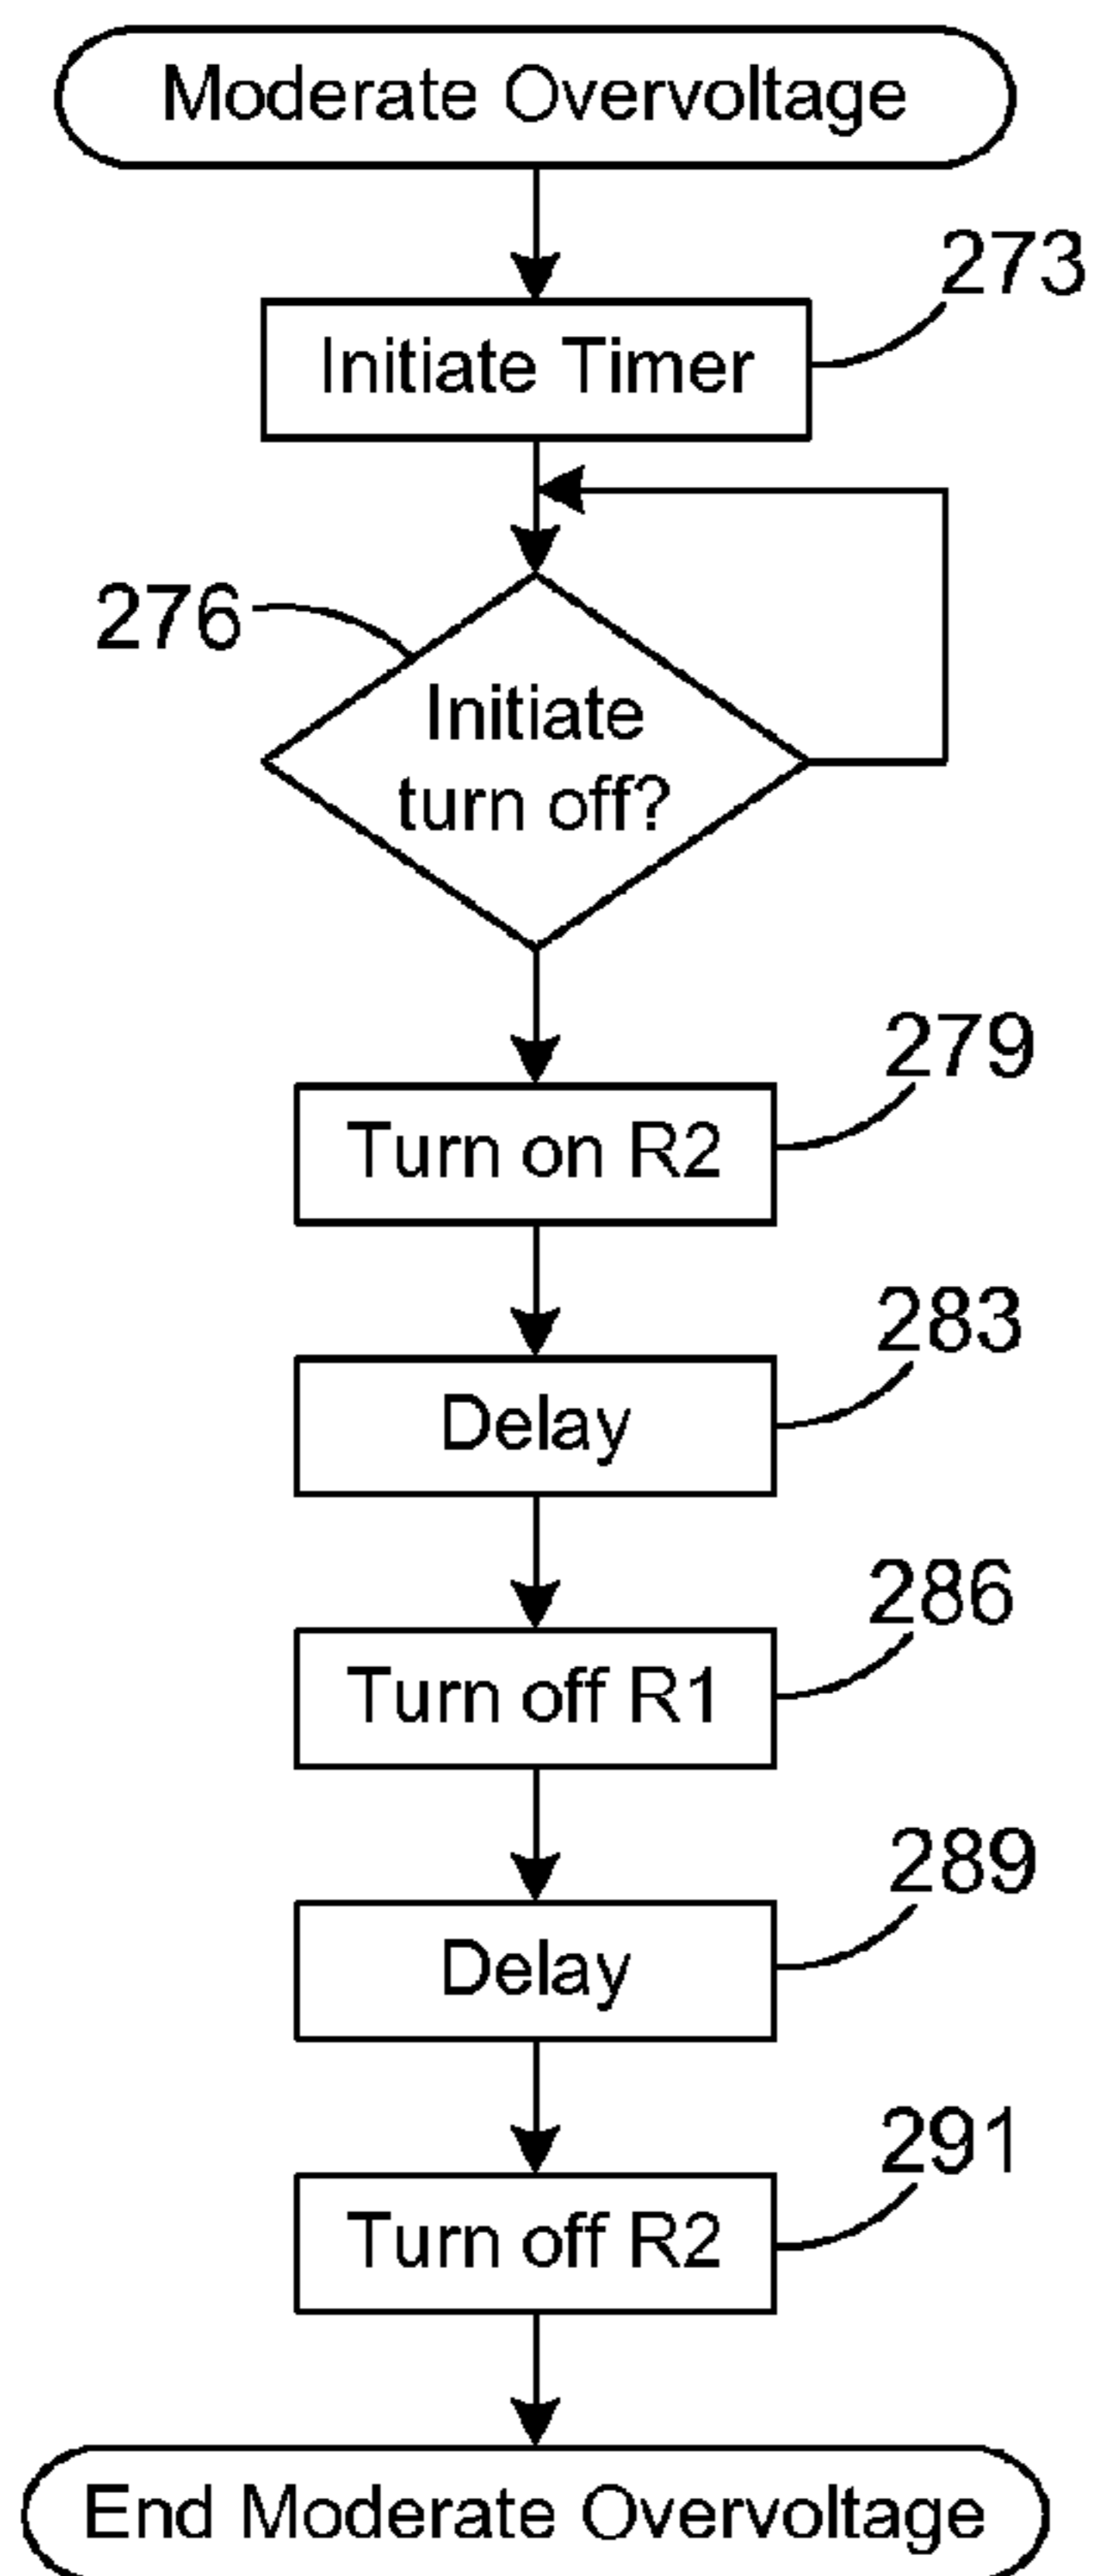 Moderate Overvoltage
273
Initiate Timer
276
Initiate
turn off?
279
Turn on R2
283
Delay
286
Turn off R1
289
Delay
291
Turn off R2
End Moderate Overvoltage